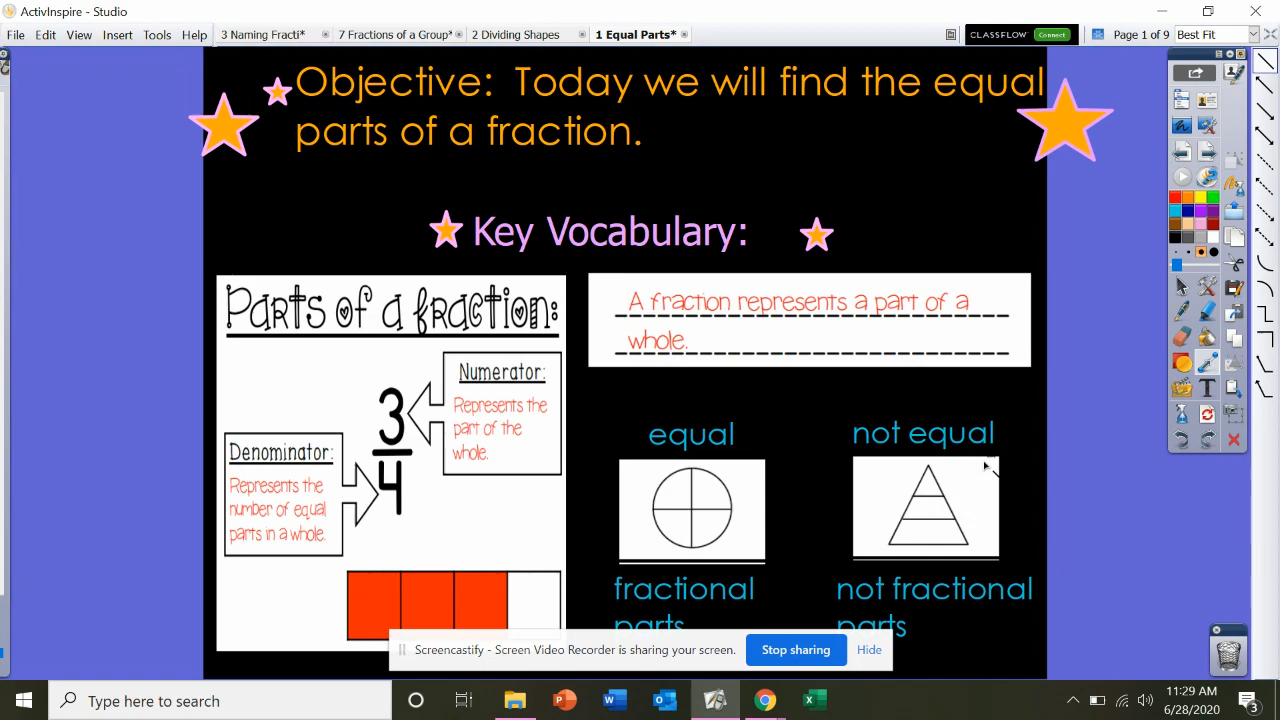 ActivInspire - Studio
File Edit View Insert Tools Help
3 Naming Fracti*
7 Fractions of a Group*
2 Dividing Shapes
1 Equal Parts*
CLASSFLOW Connect
Page 1 of 9
Best Fit
Objective: Today we will find the equal
parts of a fraction.
Key Vocabulary:
Parts of a fraction:
Numerator:
Represents the
part of the
whole.
3
4
Denominator:
Represents the
number of equal
parts in a whole.
A fraction represents a part of a
whole.
equal
not equal
fractional
parts
not fractional
parts
Screencastify - Screen Video Recorder is sharing your screen.
Stop sharing
Hide
Type here to search
11:29 AM
6/28/2020
3